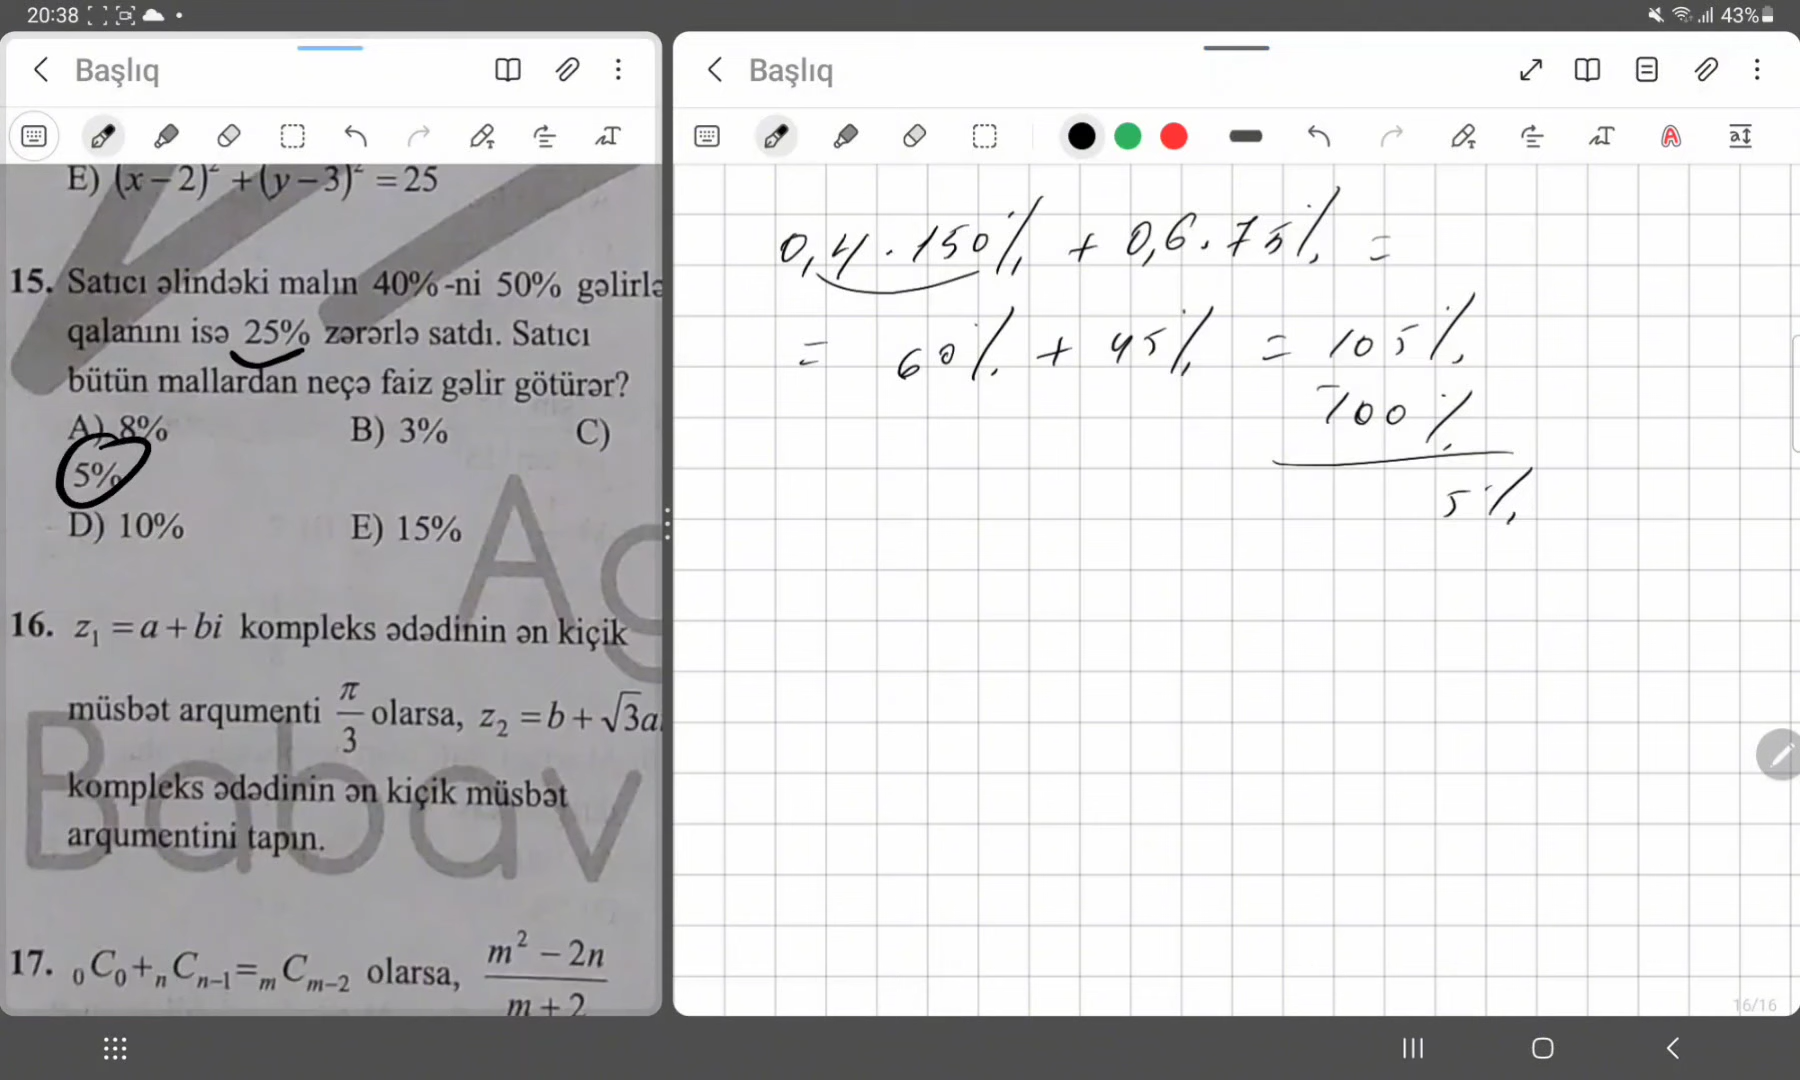 20:38
43%
Başlıq
Başlıq
E) (x−2)² + (y−3)² = 25
15. Satıcı əlindəki malın 40%-ni 50% gəlirlə
qalanını isə 25% zərərlə satdı. Satıcı
bütün mallardan neçə faiz gəlir götürər?
A) 8% B) 3% C)
5%
D) 10% E) 15%
16. z₁ = a + bi kompleks ədədinin ən kiçik
müsbət arqumenti π/3 olarsa, z₂ = b + √3a
kompleks ədədinin ən kiçik müsbət
arqumentini tapın.
17. ₀C₀+ₙCₙ₋₁=ₘCₘ₋₂ olarsa, (m² − 2n)/(m + 2)
Ag
Babav
0,4 · 150% + 0,6 · 75% =
= 60% + 45% = 105%
100%
5%
16/16